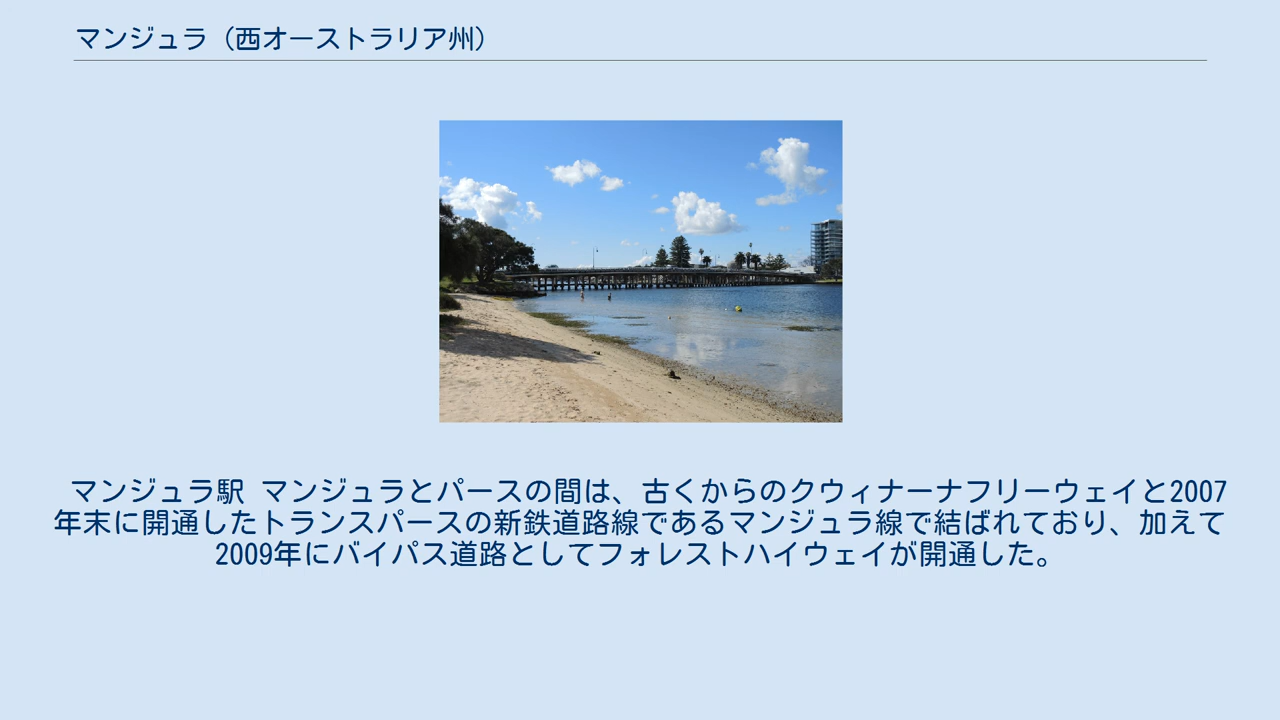 マンジュラ（西オーストラリア州）
マンジュラ駅 マンジュラとパースの間は、古くからのクウィナーナフリーウェイと2007
年末に開通したトランスパースの新鉄道路線であるマンジュラ線で結ばれており、加えて
2009年にバイパス道路としてフォレストハイウェイが開通した。